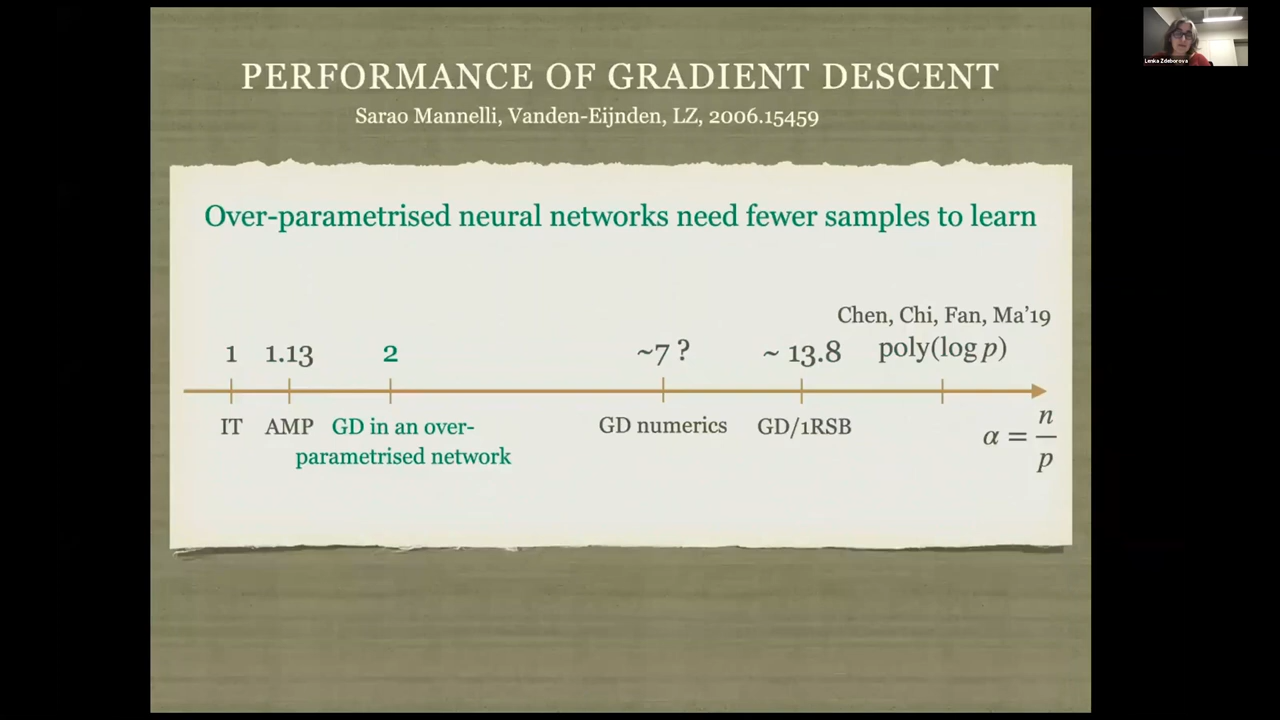 PERFORMANCE OF GRADIENT DESCENT
Sarao Mannelli, Vanden-Eijnden, LZ, 2006.15459
Over-parametrised neural networks need fewer samples to learn
Chen, Chi, Fan, Ma'19
1 1.13 2 ~7 ? ~ 13.8 poly(log p)
IT AMP GD in an over-
parametrised network
GD numerics GD/1RSB
α = n/p
Lenka Zdeborova